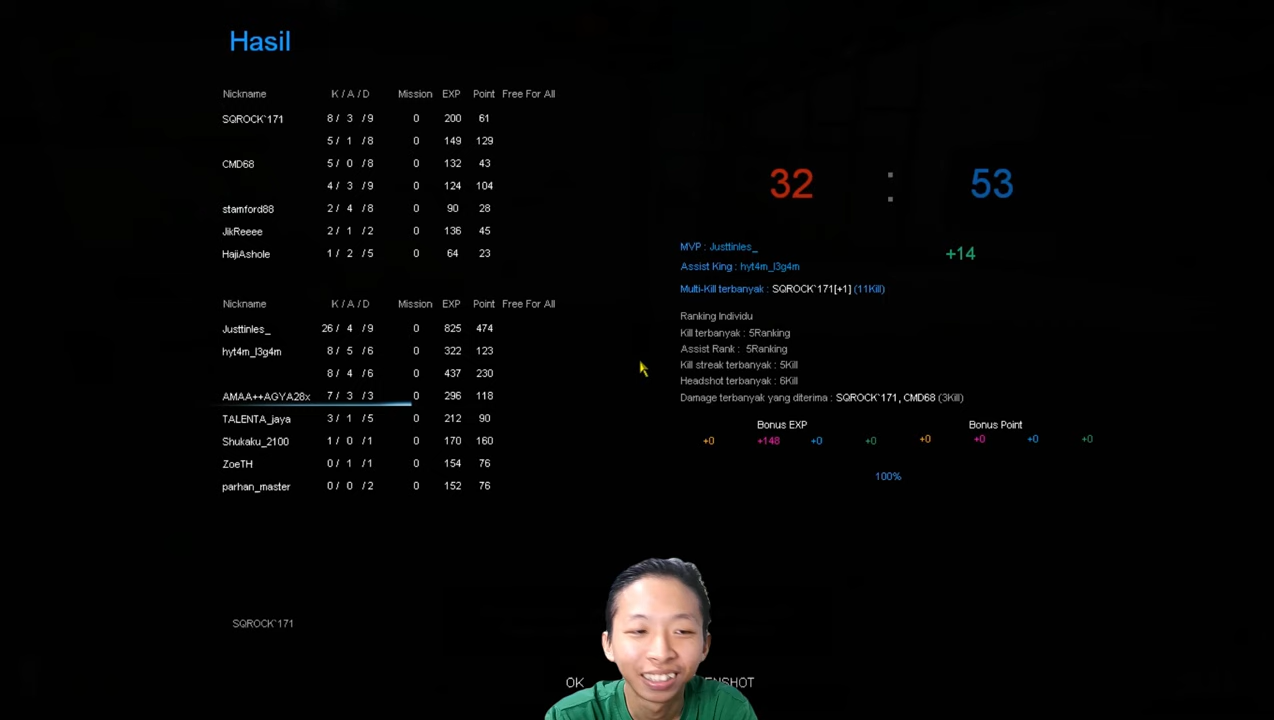 Hasil
Nickname K / A / D Mission EXP Point Free For All
SQROCK`171 8 / 3 / 9 0 200 61
5 / 1 / 8 0 149 129
CMD68 5 / 0 / 8 0 132 43
4 / 3 / 9 0 124 104
stamford88 2 / 4 / 8 0 90 28
JikReeee 2 / 1 / 2 0 136 45
HajiAshole 1 / 2 / 5 0 64 23
Nickname K / A / D Mission EXP Point Free For All
Justtinles_ 26 / 4 / 9 0 825 474
hyt4m_l3g4m 8 / 5 / 6 0 322 123
8 / 4 / 6 0 437 230
AMAA++AGYA28x 7 / 3 / 3 0 296 118
TALENTA_jaya 3 / 1 / 5 0 212 90
Shukaku_2100 1 / 0 / 1 0 170 160
ZoeTH 0 / 1 / 1 0 154 76
parhan_master 0 / 0 / 2 0 152 76
32 : 53
+14
MVP : Justtinles_
Assist King : hyt4m_l3g4m
Multi-Kill terbanyak : SQROCK`171[+1] (11Kill)
Ranking Individu
Kill terbanyak : 5Ranking
Assist Rank : 5Ranking
Kill streak terbanyak : 5Kill
Headshot terbanyak : 6Kill
Damage terbanyak yang diterima : SQROCK`171, CMD68 (3Kill)
Bonus EXP Bonus Point
+0 +148 +0 +0 +0 +0 +0 +0
100%
SQROCK`171
OK ENSHOT